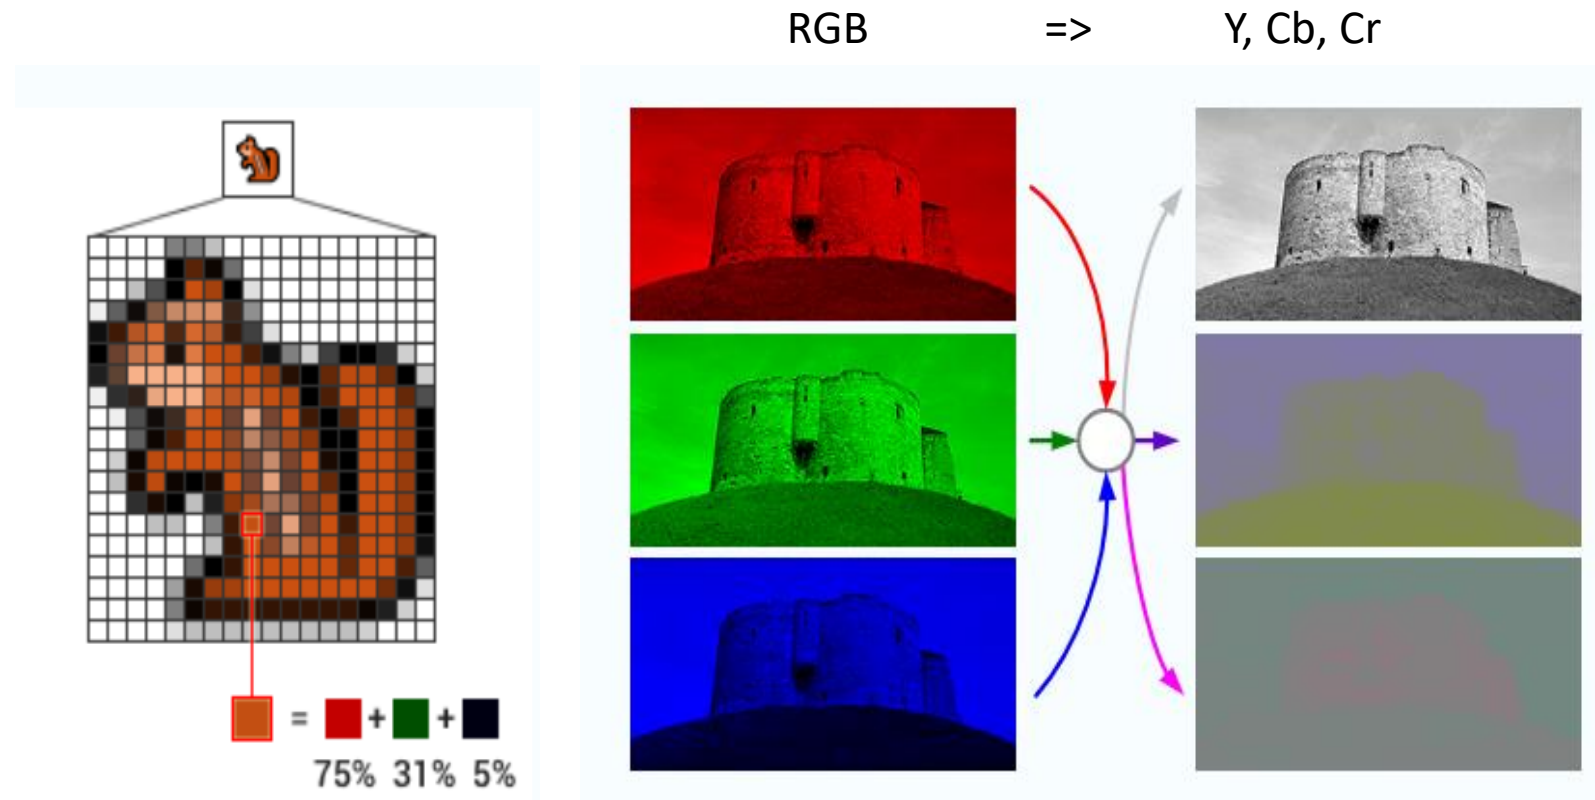 RGB => Y, Cb, Cr
= + +
75% 31% 5%